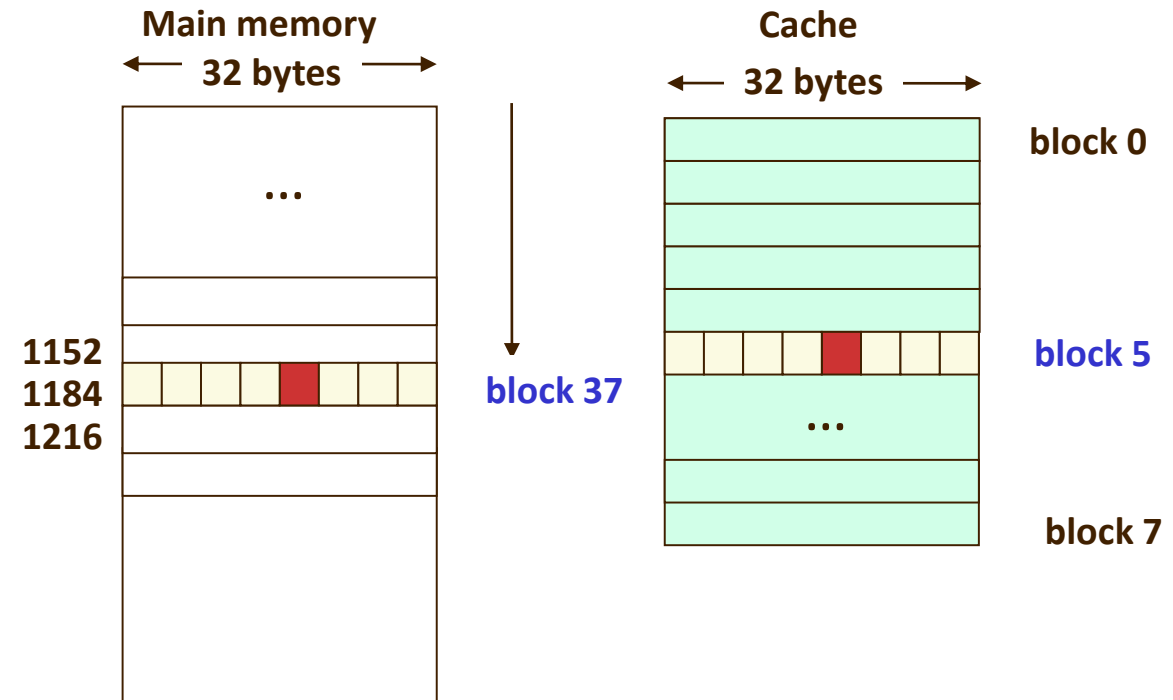 Main memory
32 bytes
...
1152
1184
1216
block 37
Cache
32 bytes
block 0
block 5
...
block 7